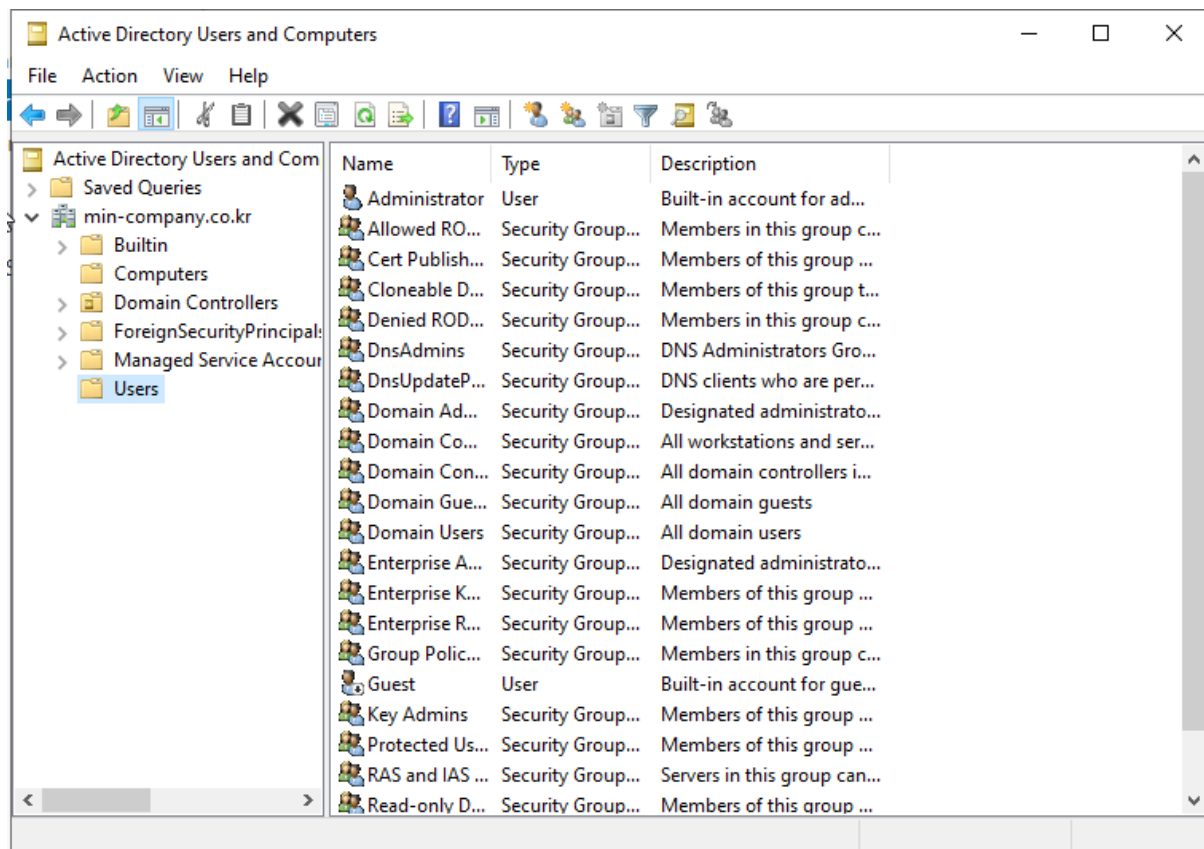 Active Directory Users and Computers
File Action View Help
Active Directory Users and Com
Saved Queries
min-company.co.kr
Builtin
Computers
Domain Controllers
ForeignSecurityPrincipals
Managed Service Accour
Users
Name Type Description
Administrator User Built-in account for ad...
Allowed RO... Security Group... Members in this group c...
Cert Publish... Security Group... Members of this group ...
Cloneable D... Security Group... Members of this group t...
Denied ROD... Security Group... Members in this group c...
DnsAdmins Security Group... DNS Administrators Gro...
DnsUpdateP... Security Group... DNS clients who are per...
Domain Ad... Security Group... Designated administrato...
Domain Co... Security Group... All workstations and ser...
Domain Con... Security Group... All domain controllers i...
Domain Gue... Security Group... All domain guests
Domain Users Security Group... All domain users
Enterprise A... Security Group... Designated administrato...
Enterprise K... Security Group... Members of this group ...
Enterprise R... Security Group... Members of this group ...
Group Polic... Security Group... Members in this group c...
Guest User Built-in account for gue...
Key Admins Security Group... Members of this group ...
Protected Us... Security Group... Members of this group ...
RAS and IAS ... Security Group... Servers in this group can...
Read-only D... Security Group... Members of this group ...